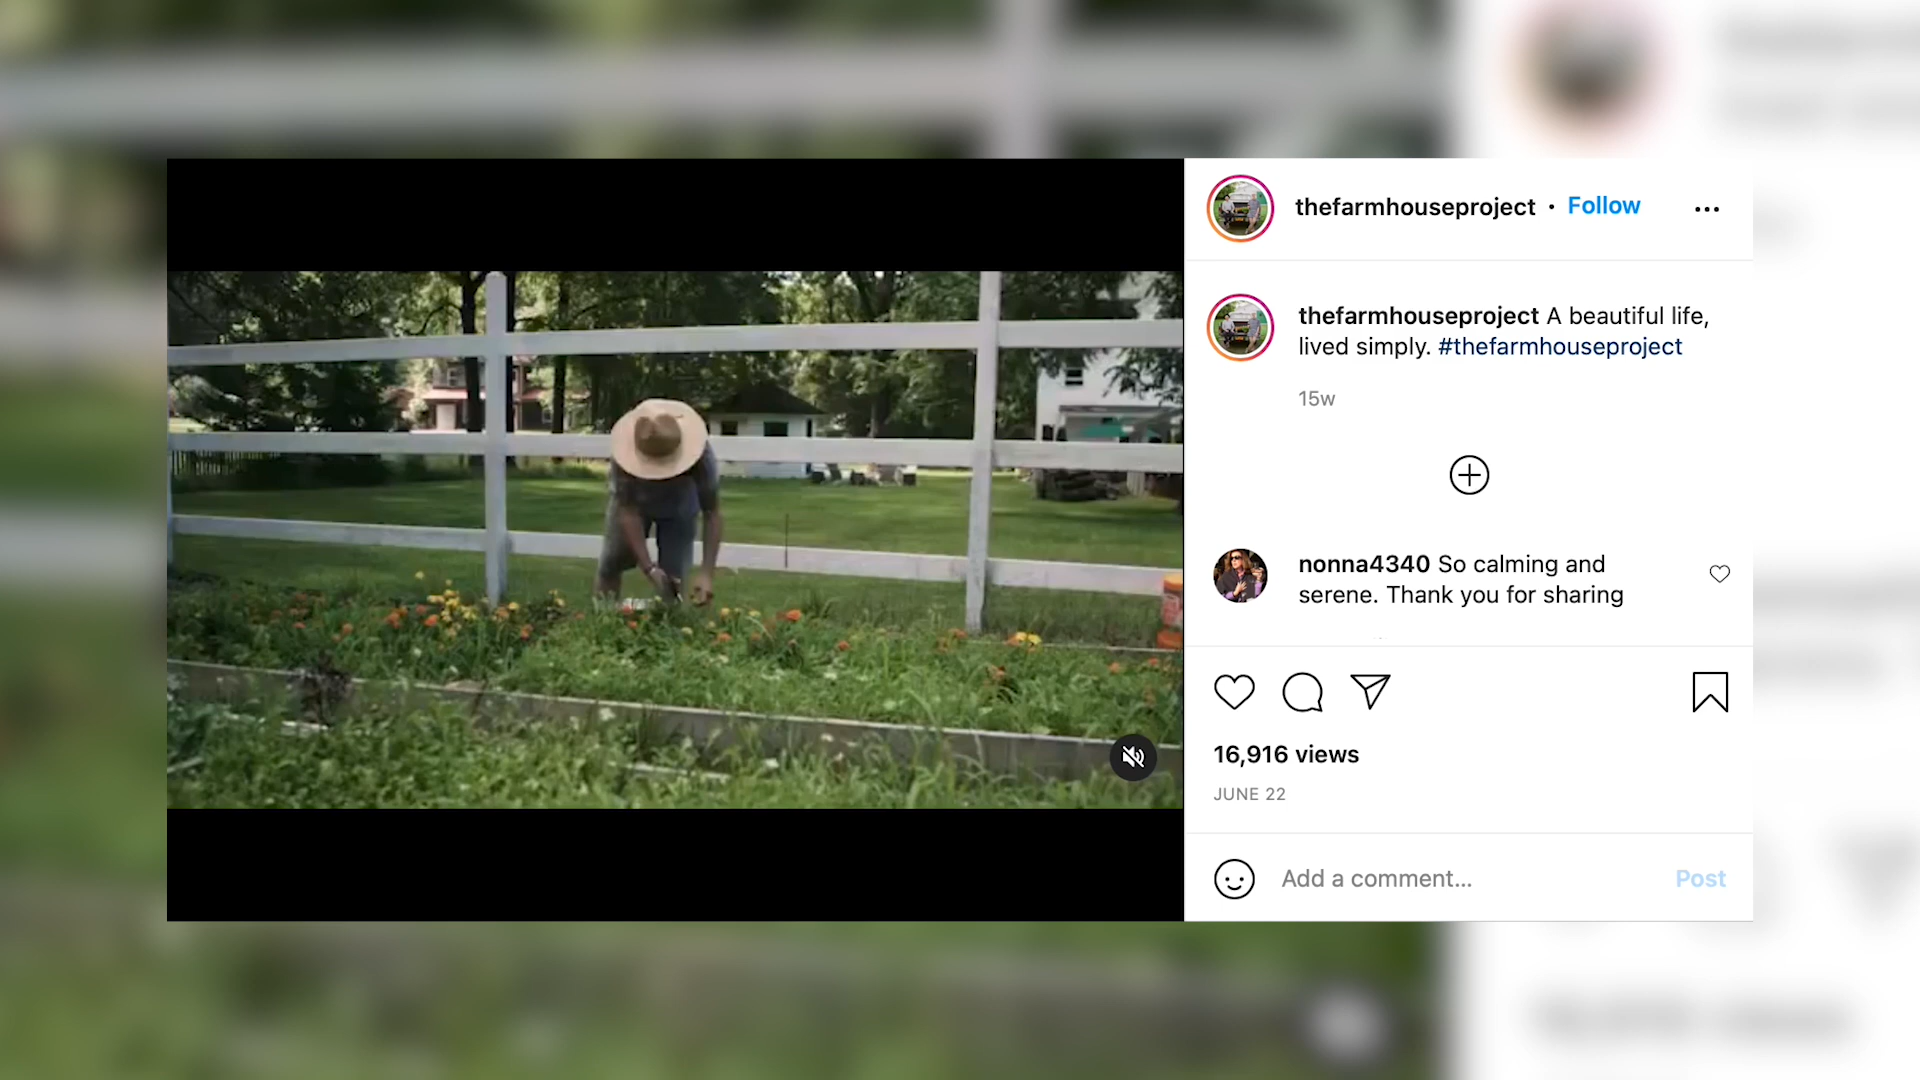 thefarmhouseproject • Follow
thefarmhouseproject A beautiful life,
lived simply. #thefarmhouseproject
15w
nonna4340 So calming and
serene. Thank you for sharing
16,916 views
JUNE 22
Add a comment...
Post